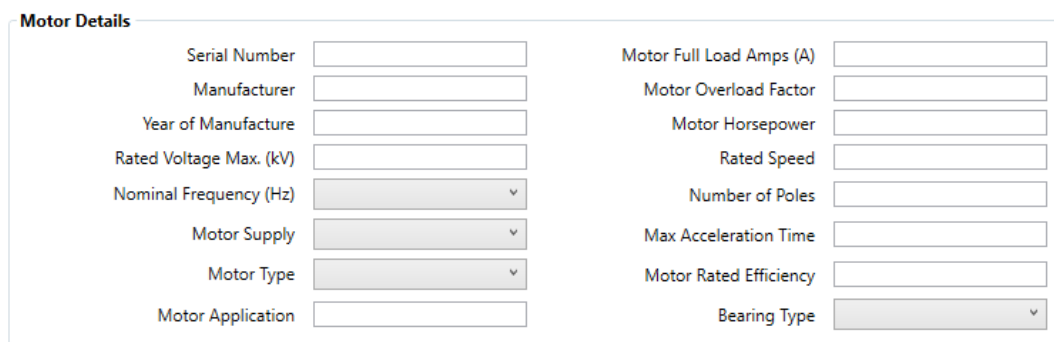 Motor Details
Serial Number
Manufacturer
Year of Manufacture
Rated Voltage Max. (kV)
Nominal Frequency (Hz)
Motor Supply
Motor Type
Motor Application
Motor Full Load Amps (A)
Motor Overload Factor
Motor Horsepower
Rated Speed
Number of Poles
Max Acceleration Time
Motor Rated Efficiency
Bearing Type